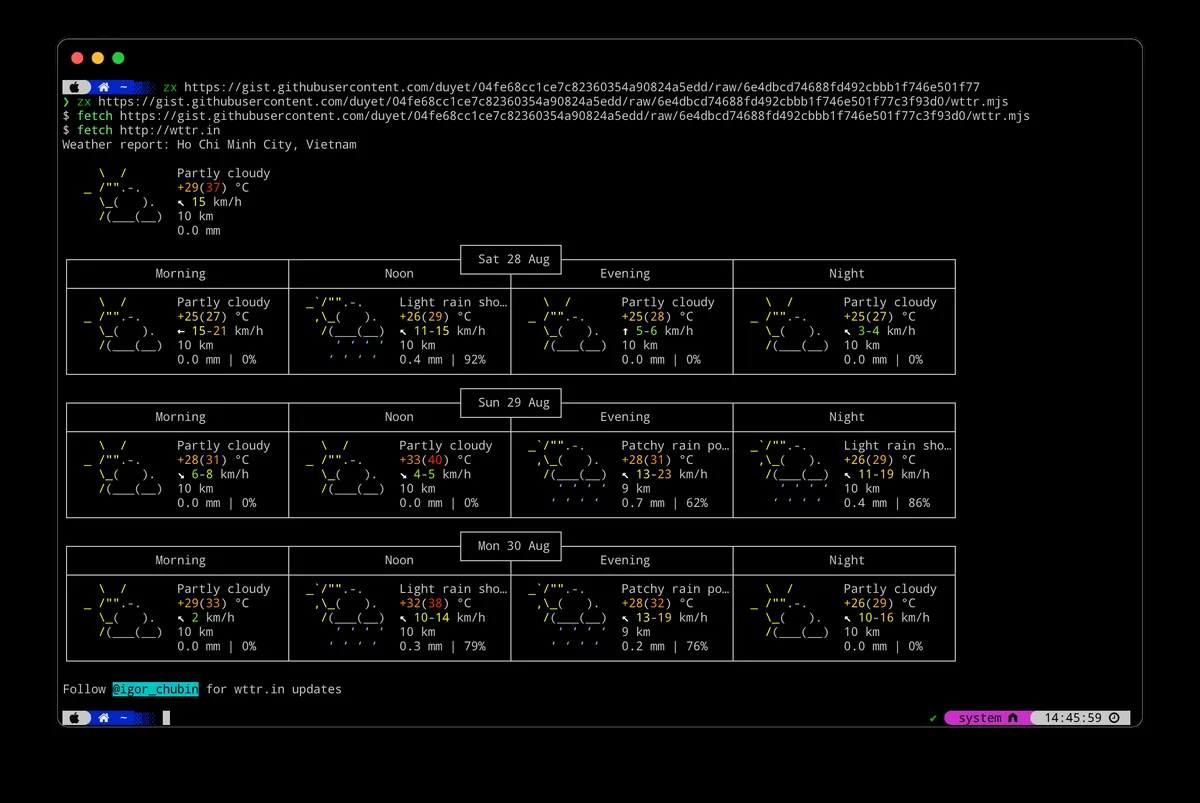 ~ zx https://gist.githubusercontent.com/duyet/04fe68cc1ce7c82360354a90824a5edd/raw/6e4dbcd74688fd492cbbb1f746e501f77
❯ zx https://gist.githubusercontent.com/duyet/04fe68cc1ce7c82360354a90824a5edd/raw/6e4dbcd74688fd492cbbb1f746e501f77c3f93d0/wttr.mjs
$ fetch https://gist.githubusercontent.com/duyet/04fe68cc1ce7c82360354a90824a5edd/raw/6e4dbcd74688fd492cbbb1f746e501f77c3f93d0/wttr.mjs
$ fetch http://wttr.in
Weather report: Ho Chi Minh City, Vietnam
Partly cloudy
+29(37) °C
↖ 15 km/h
10 km
0.0 mm
Sat 28 Aug
Morning Noon Evening Night
Partly cloudy Light rain sho… Partly cloudy Partly cloudy
+25(27) °C +26(29) °C +25(28) °C +25(27) °C
← 15-21 km/h ↖ 11-15 km/h ↑ 5-6 km/h ↖ 3-4 km/h
10 km 10 km 10 km 10 km
0.0 mm | 0% 0.4 mm | 92% 0.0 mm | 0% 0.0 mm | 0%
Sun 29 Aug
Morning Noon Evening Night
Partly cloudy Partly cloudy Patchy rain po… Light rain sho…
+28(31) °C +33(40) °C +28(31) °C +26(29) °C
↘ 6-8 km/h ↘ 4-5 km/h ↖ 13-23 km/h ↖ 11-19 km/h
10 km 10 km 9 km 10 km
0.0 mm | 0% 0.0 mm | 0% 0.7 mm | 62% 0.4 mm | 86%
Mon 30 Aug
Morning Noon Evening Night
Partly cloudy Light rain sho… Patchy rain po… Partly cloudy
+29(33) °C +32(38) °C +28(32) °C +26(29) °C
↖ 2 km/h ↖ 10-14 km/h ↖ 13-19 km/h ↖ 10-16 km/h
10 km 10 km 9 km 10 km
0.0 mm | 0% 0.3 mm | 79% 0.2 mm | 76% 0.0 mm | 0%
Follow @igor_chubin for wttr.in updates
~ ✔ system 14:45:59